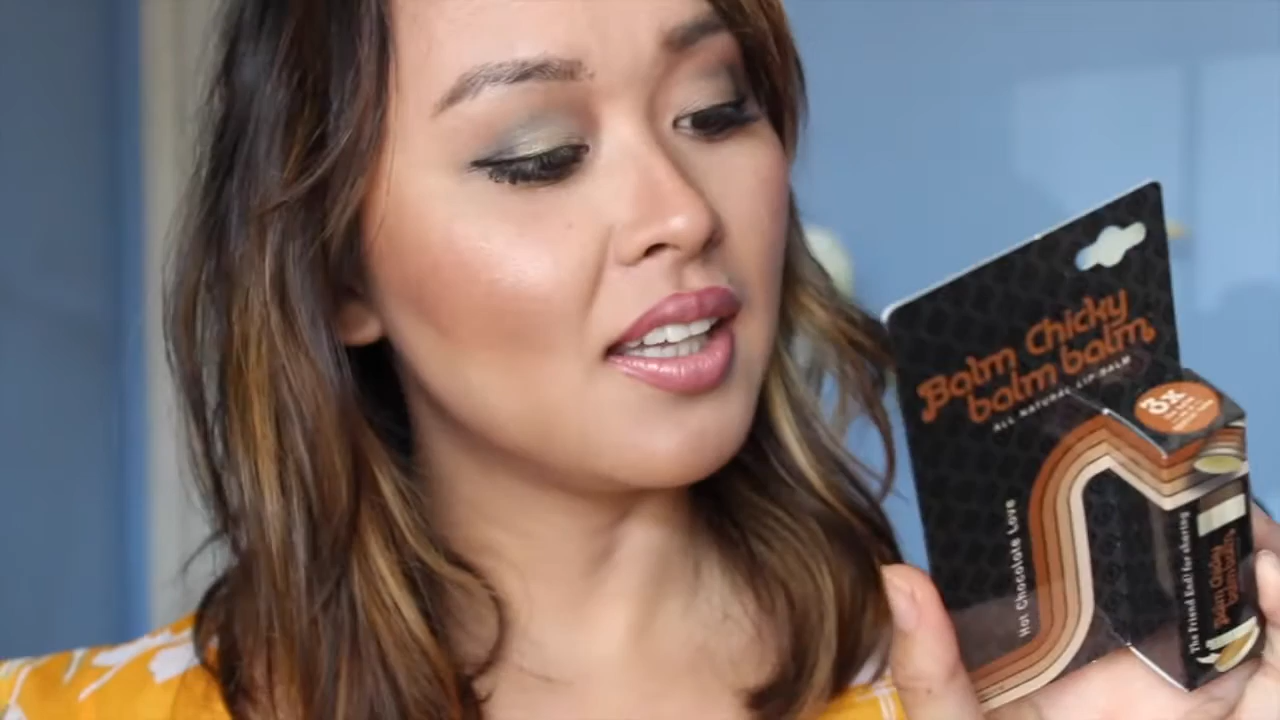 Balm Chicky
balm balm
ALL NATURAL LIP BALM
3x
Hot Chocolate Love
The Friend End! for sharing
Balm Chicky
balm balm